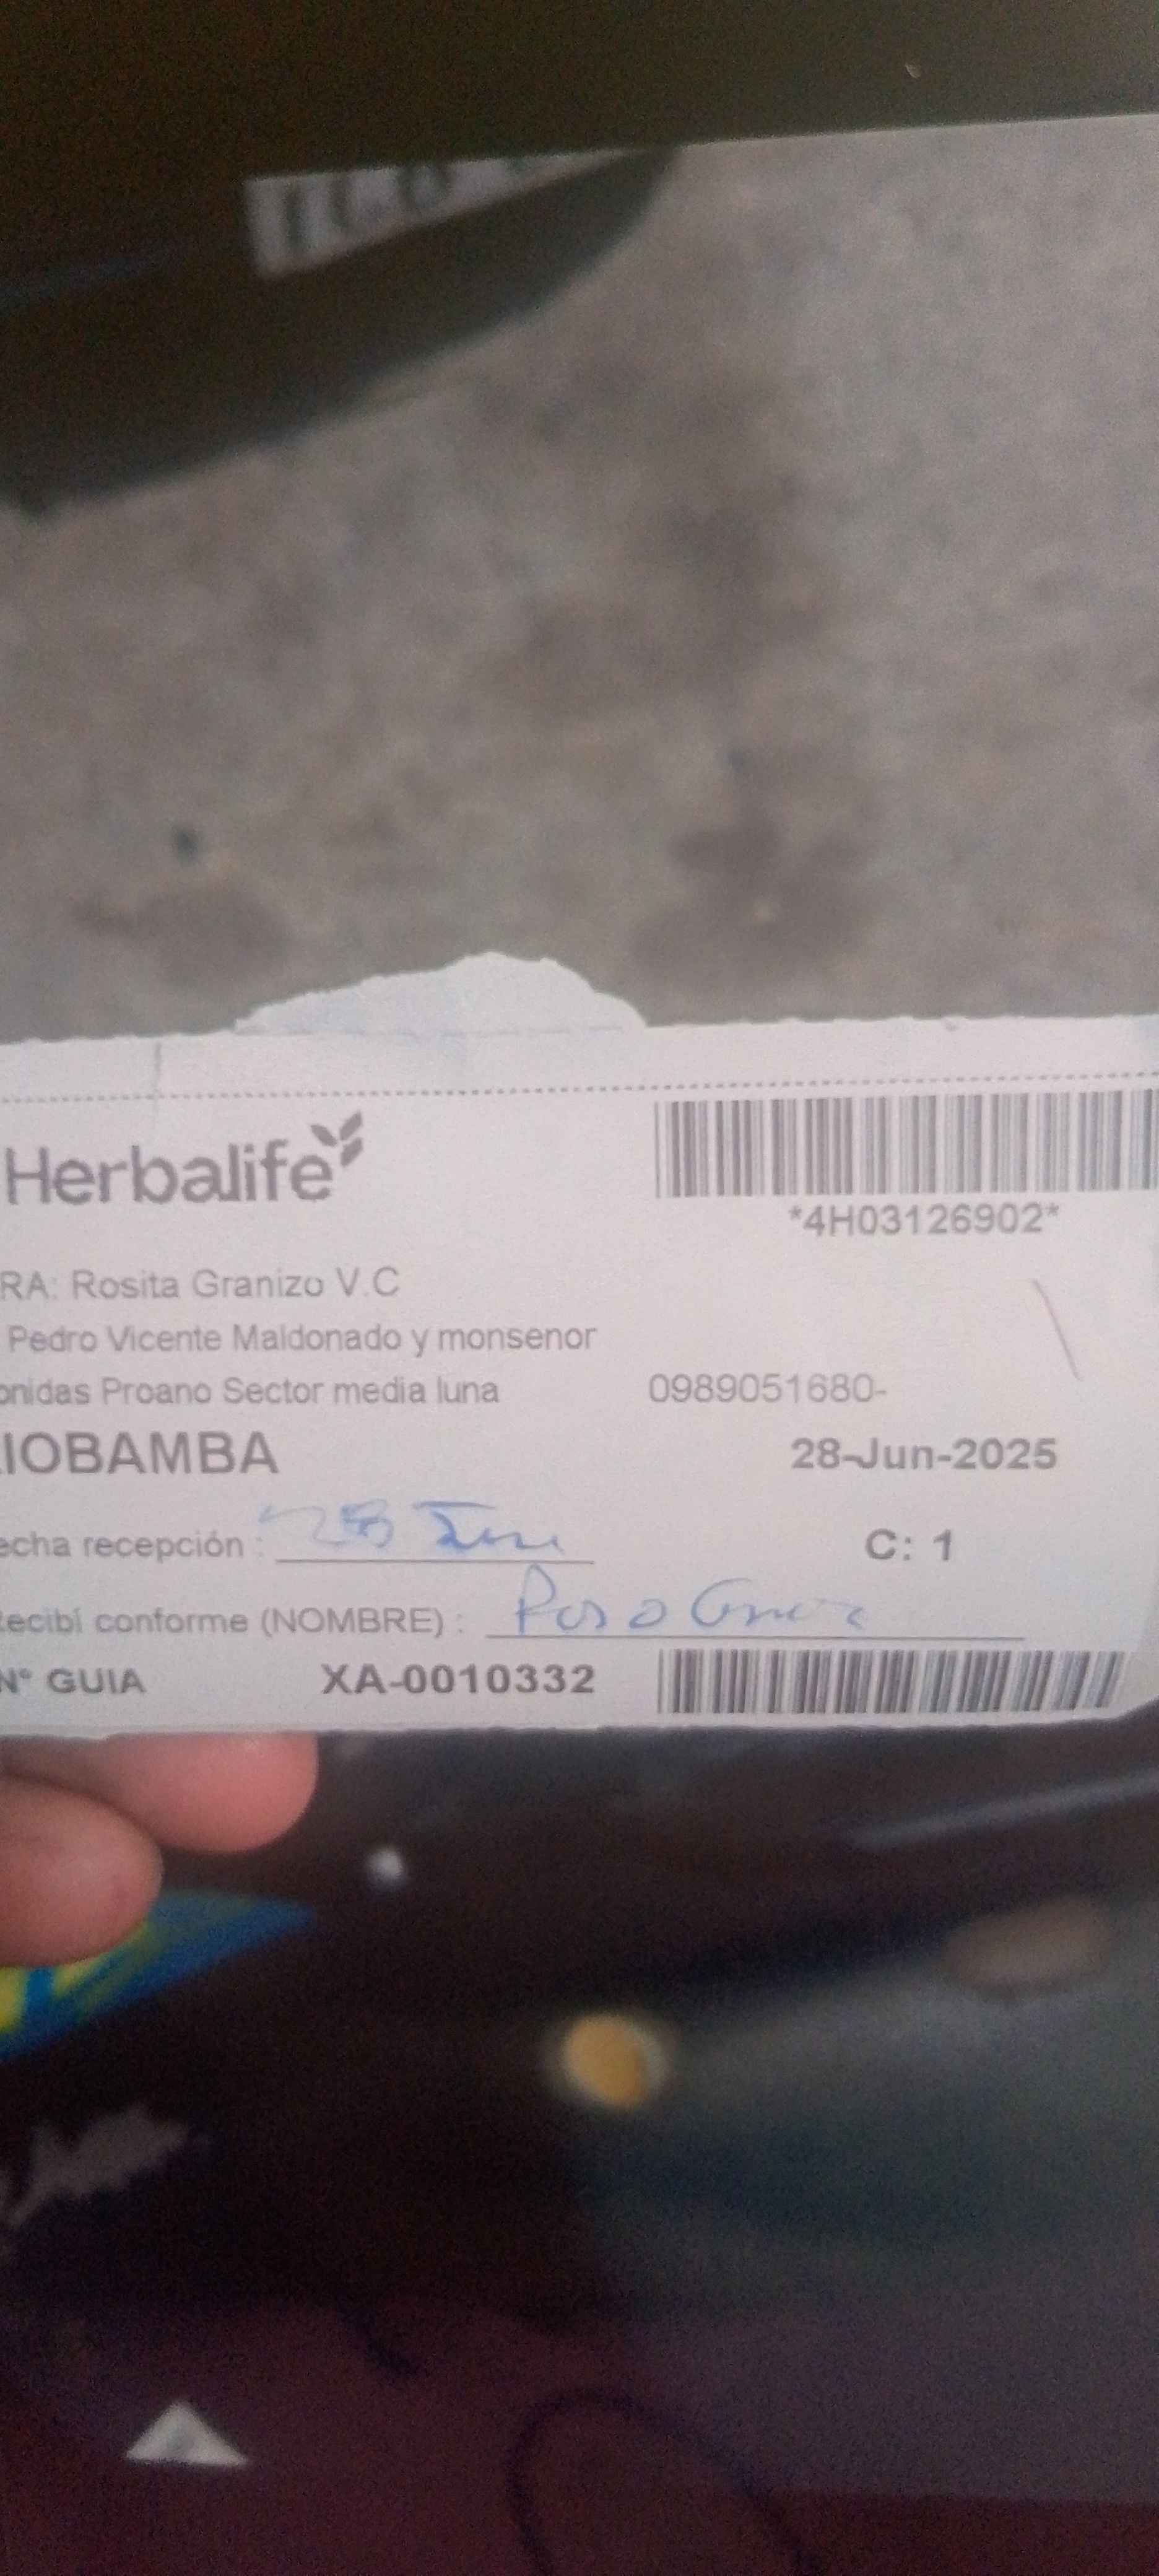 Herbalife
*4H03126902*
RA: Rosita Granizo V.C
Pedro Vicente Maldonado y monsenor
onidas Proano Sector media luna 0989051680-
IOBAMBA 28-Jun-2025
echa recepción : 28 C: 1
ecibí conforme (NOMBRE) :
N° GUIA XA-0010332